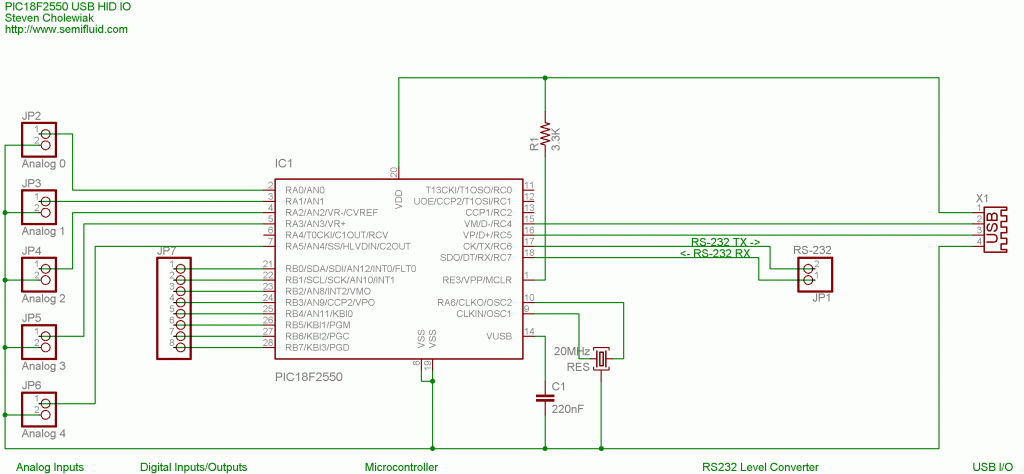 PIC18F2550 USB HID IO
Steven Cholewiak
http://www.semifluid.com
JP2
1
2
Analog 0
JP3
1
2
Analog 1
JP4
1
2
Analog 2
JP5
1
2
Analog 3
JP6
1
2
Analog 4
JP7
1
2
3
4
5
6
7
8
IC1
20
VDD
2 RA0/AN0
3 RA1/AN1
4 RA2/AN2/VR-/CVREF
5 RA3/AN3/VR+
6 RA4/T0CKI/C1OUT/RCV
7 RA5/AN4/SS/HLVDIN/C2OUT
21 RB0/SDA/SDI/AN12/INT0/FLT0
22 RB1/SCL/SCK/AN10/INT1
23 RB2/AN8/INT2/VMO
24 RB3/AN9/CCP2/VPO
25 RB4/AN11/KBI0
26 RB5/KBI1/PGM
27 RB6/KBI2/PGC
28 RB7/KBI3/PGD
T13CKI/T1OSO/RC0 11
UOE/CCP2/T1OSI/RC1 12
CCP1/RC2 13
VM/D-/RC4 15
VP/D+/RC5 16
CK/TX/RC6 17
SDO/DT/RX/RC7 18
RE3/VPP/MCLR 1
RA6/CLKO/OSC2 10
CLKIN/OSC1 9
VUSB 14
VSS
VSS
8
19
PIC18F2550
R1
3.3K
20MHz
RES
C1
220nF
RS-232 TX ->
<- RS-232 RX
RS-232
2
1
JP1
X1
1
2
3
4
USB
Analog Inputs
Digital Inputs/Outputs
Microcontroller
RS232 Level Converter
USB I/O